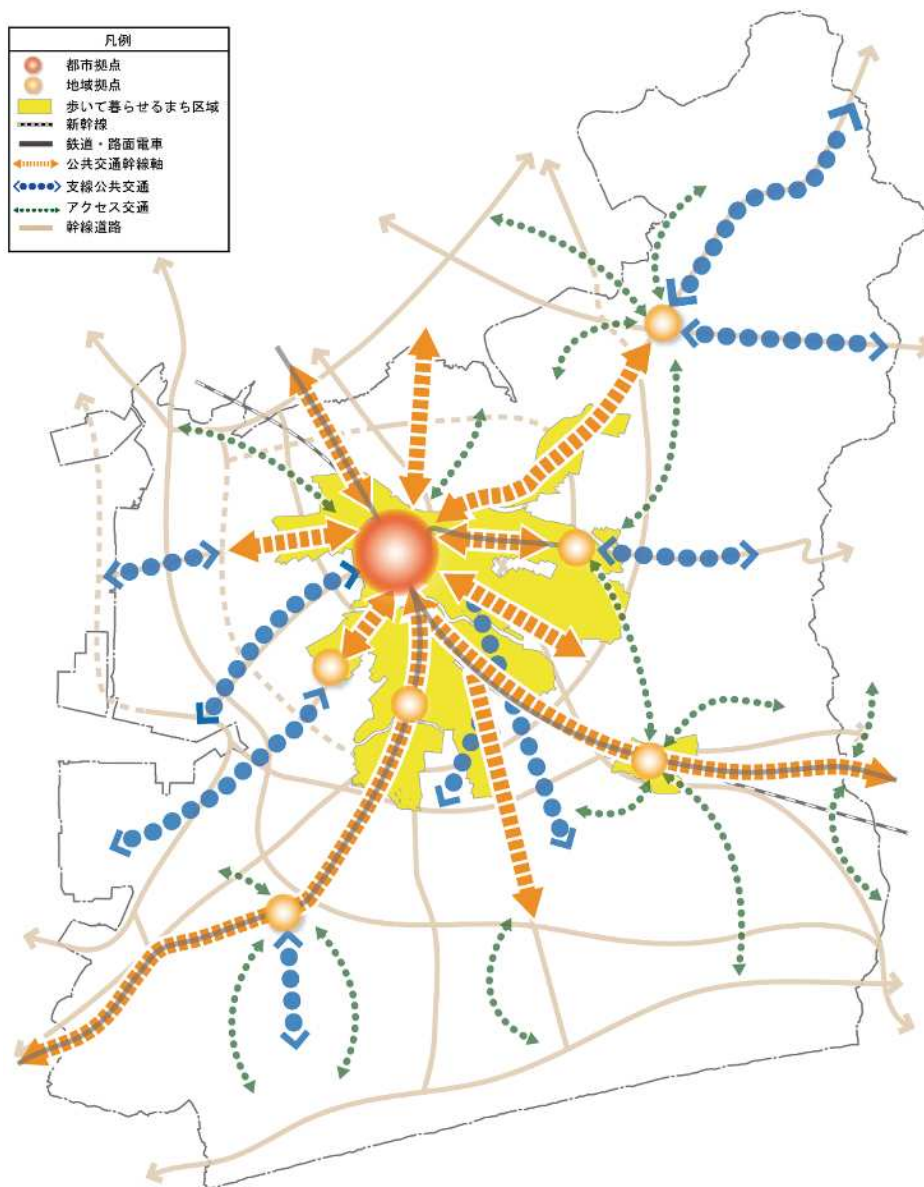 凡例
都市拠点
地域拠点
歩いて暮らせるまち区域
新幹線
鉄道・路面電車
公共交通幹線軸
支線公共交通
アクセス交通
幹線道路